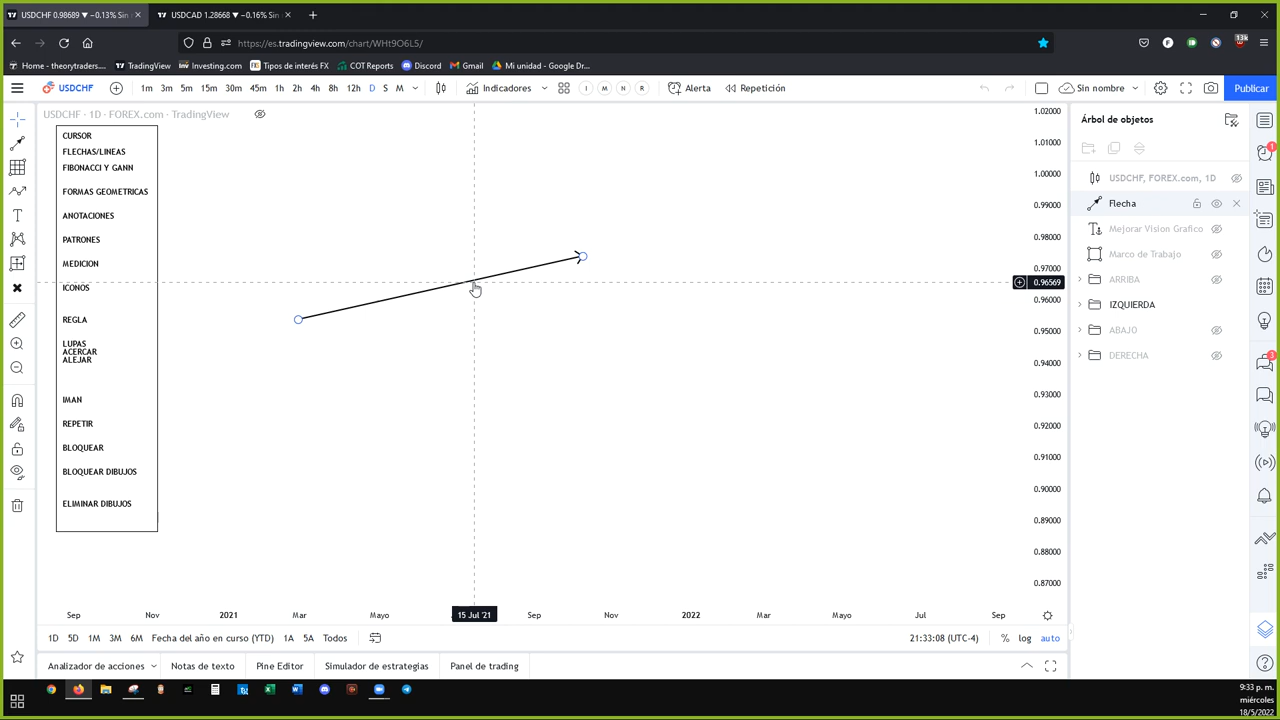 USDCHF 0.98689 ▼ −0.13% Sin
USDCAD 1.28668 ▼ −0.16% Sin
https://es.tradingview.com/chart/WHt9O6L5/
13k
Home - theorytraders....
TradingView
Investing.com
Tipos de interés FX
COT Reports
Discord
Gmail
Mi unidad - Google Dr...
USDCHF
1m 3m 5m 15m 30m 45m 1h 2h 4h 8h 12h D S M
Indicadores
I M N R
Alerta
Repetición
Sin nombre
Publicar
USDCHF · 1D · FOREX.com · TradingView
CURSOR
FLECHAS/LINEAS
FIBONACCI Y GANN
FORMAS GEOMETRICAS
ANOTACIONES
PATRONES
MEDICION
ICONOS
REGLA
LUPAS
ACERCAR
ALEJAR
IMAN
REPETIR
BLOQUEAR
BLOQUEAR DIBUJOS
ELIMINAR DIBUJOS
1.02000
1.01000
1.00000
0.99000
0.98000
0.97000
0.96569
0.96000
0.95000
0.94000
0.93000
0.92000
0.91000
0.90000
0.89000
0.88000
0.87000
Árbol de objetos
USDCHF, FOREX.com, 1D
Flecha
Mejorar Vision Grafico
Marco de Trabajo
ARRIBA
IZQUIERDA
ABAJO
DERECHA
1
3
Sep Nov 2021 Mar Mayo 15 Jul '21 Sep Nov 2022 Mar Mayo Jul Sep
1D 5D 1M 3M 6M Fecha del año en curso (YTD) 1A 5A Todos
21:33:08 (UTC-4) % log auto
Analizador de acciones
Notas de texto
Pine Editor
Simulador de estrategias
Panel de trading
9:33 p. m.
miércoles
18/5/2022